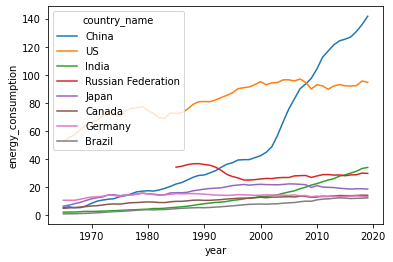 country_name
China
US
India
Russian Federation
Japan
Canada
Germany
Brazil
energy_consumption
140
120
100
80
60
40
20
0
1970
1980
1990
2000
2010
2020
year